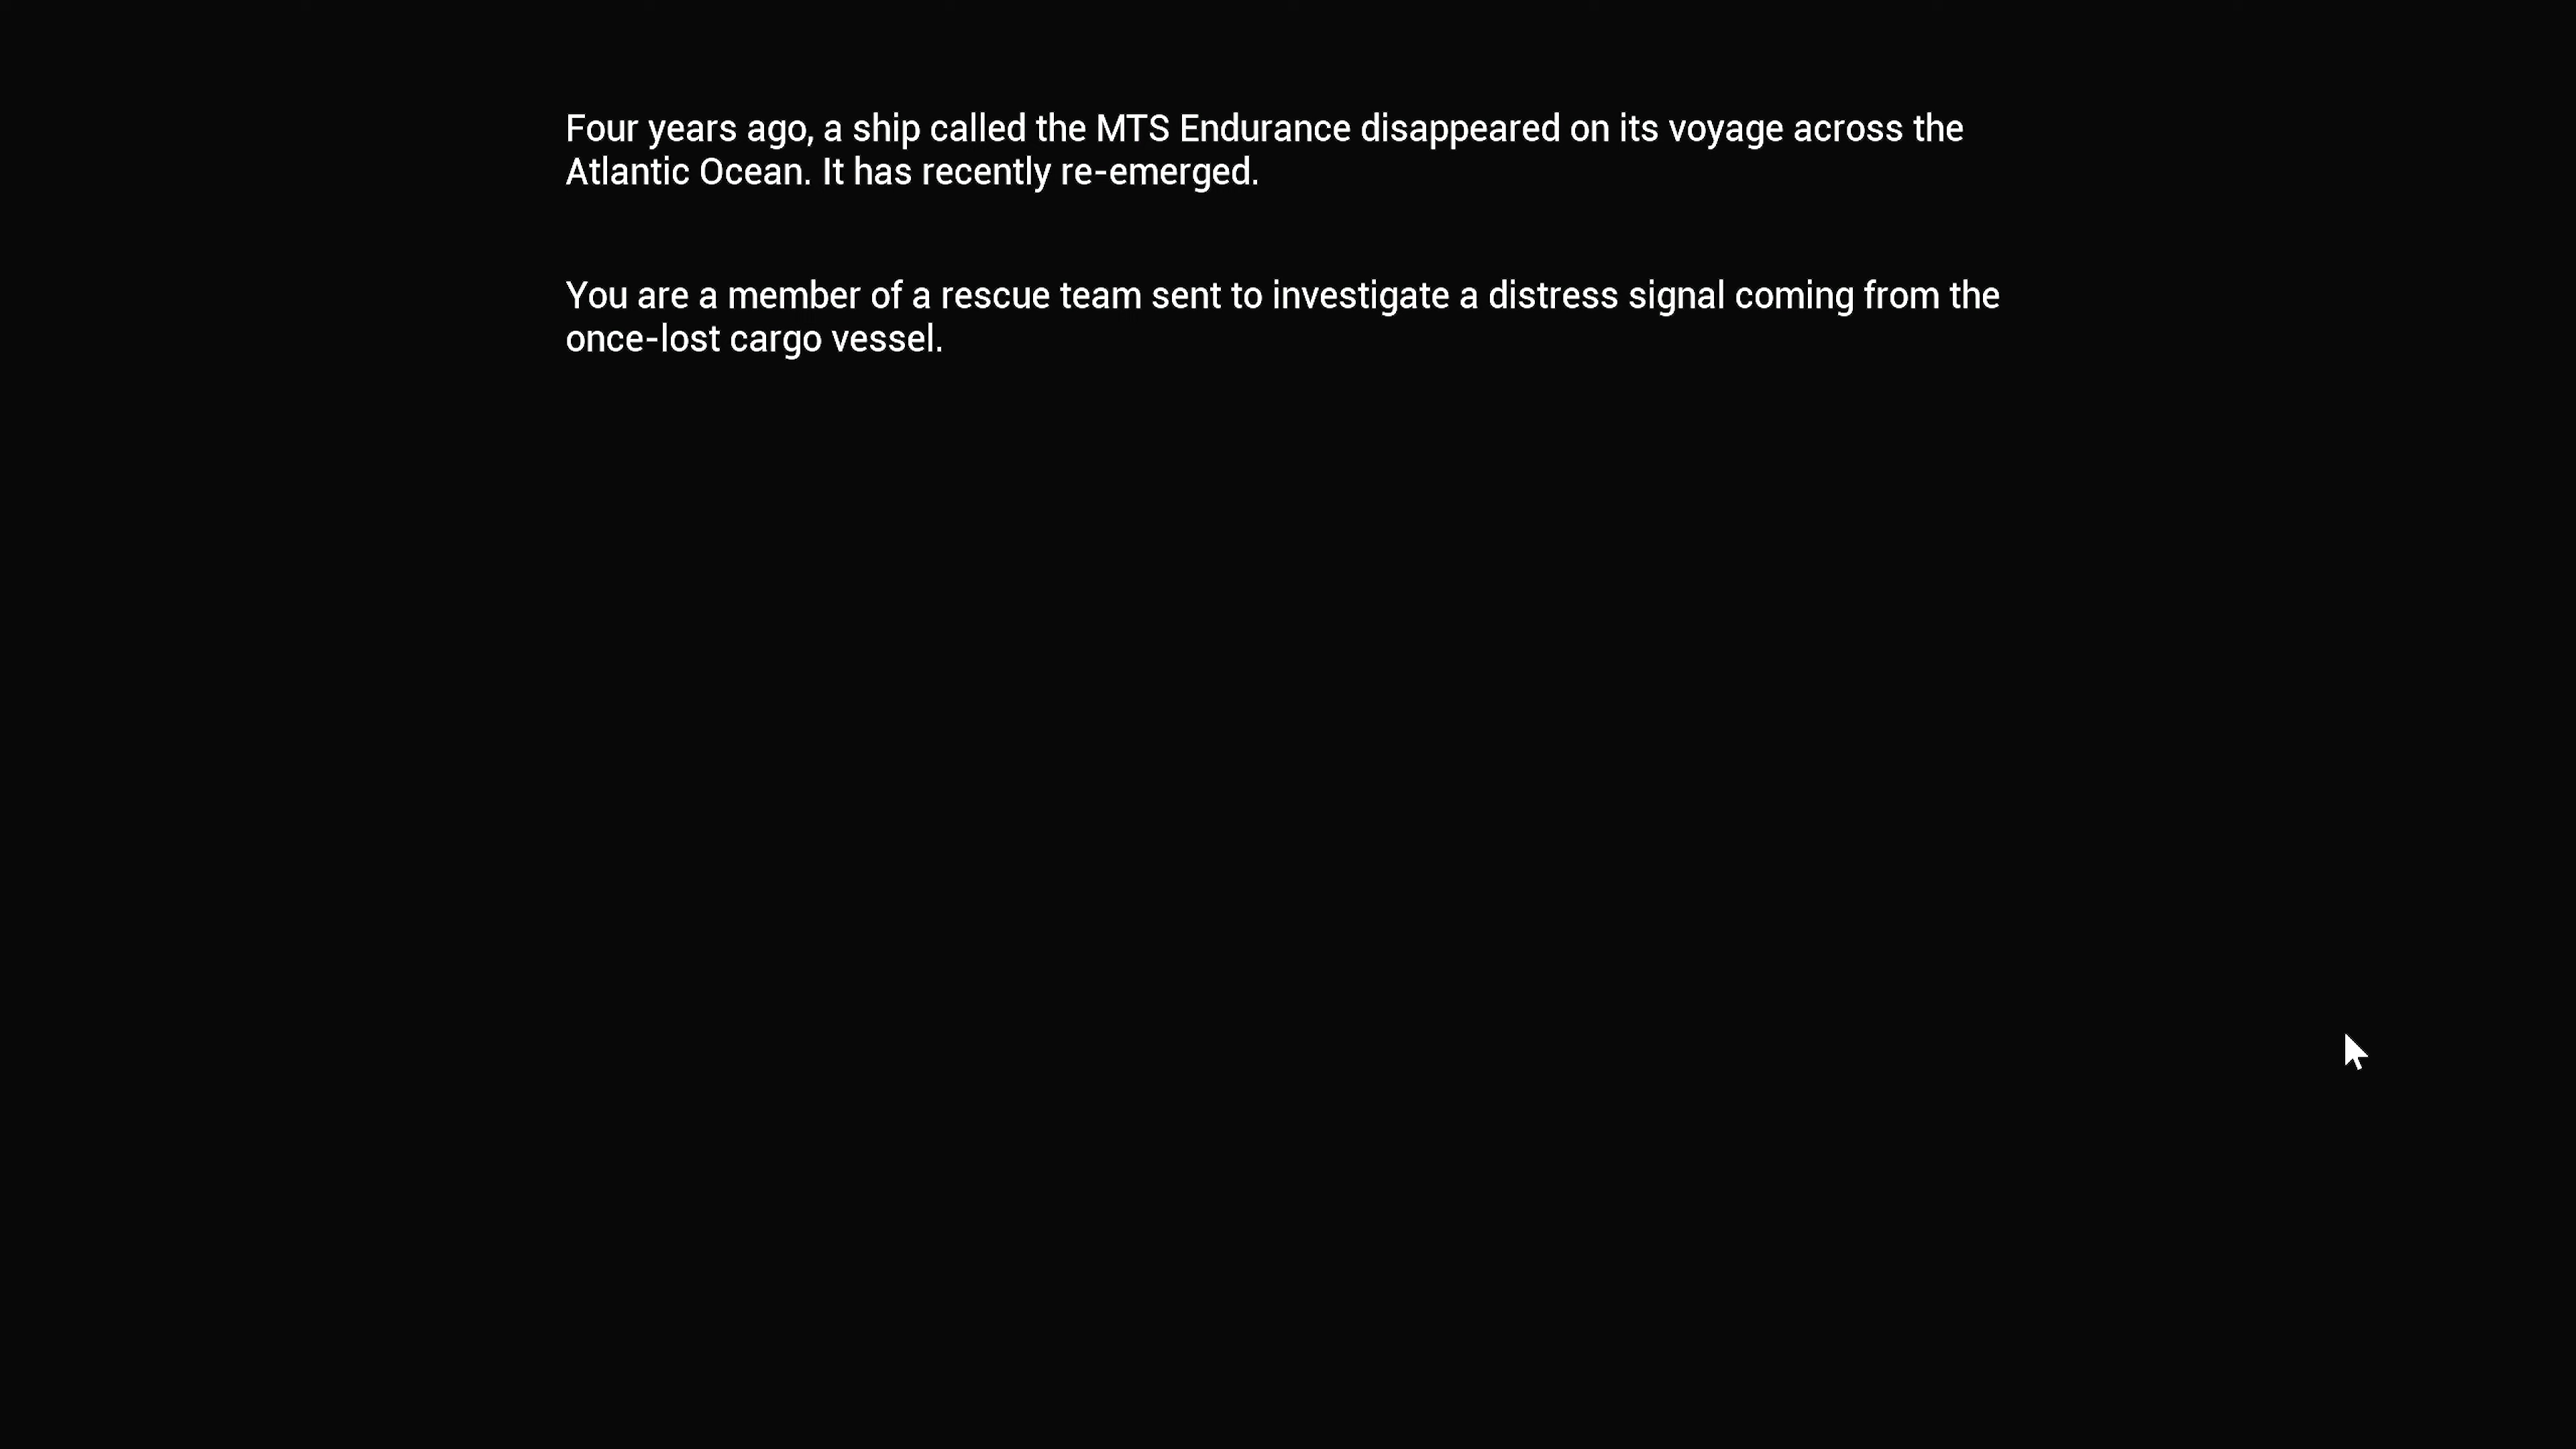 Four years ago, a ship called the MTS Endurance disappeared on its voyage across the
Atlantic Ocean. It has recently re-emerged.
You are a member of a rescue team sent to investigate a distress signal coming from the
once-lost cargo vessel.